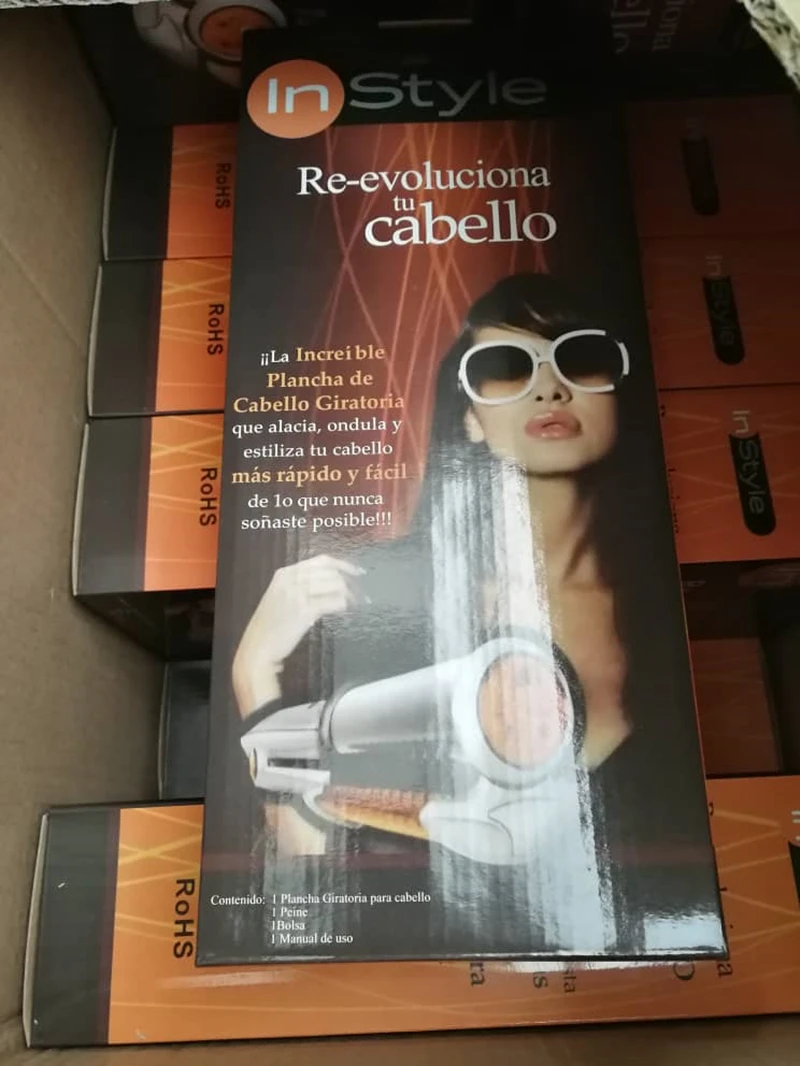 InStyle
Re-evoluciona
tu
cabello
¡¡La Increíble
Plancha de
Cabello Giratoria
que alacia, ondula y
estiliza tu cabello
más rápido y fácil
de lo que nunca
soñaste posible!!!
Contenido: 1 Plancha Giratoria para cabello
1 Peine
1Bolsa
1 Manual de uso
RoHS
RoHS
RoHS
RoHS
InStyle
InStyle